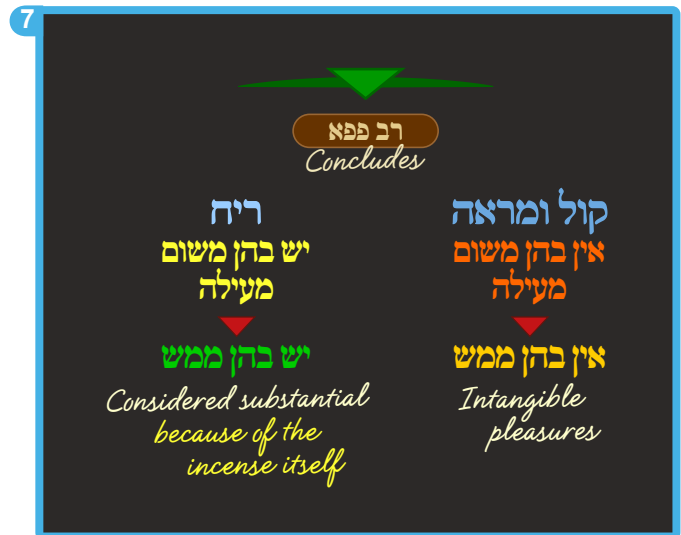 7
רב פפא
Concludes
קול ומראה
אין בהן משום
מעילה
אין בהן ממש
Intangible
pleasures
ריח
יש בהן משום
מעילה
יש בהן ממש
Considered substantial
because of the
incense itself